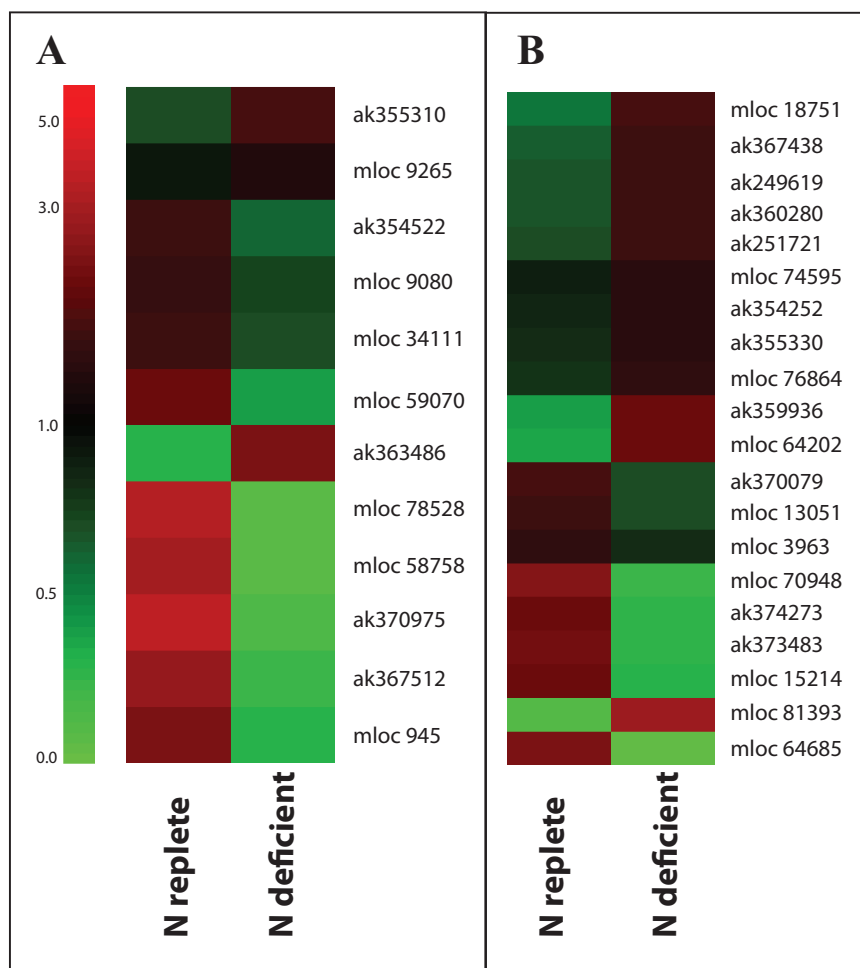 A
5.0
3.0
1.0
0.5
0.0
ak355310
mloc 9265
ak354522
mloc 9080
mloc 34111
mloc 59070
ak363486
mloc 78528
mloc 58758
ak370975
ak367512
mloc 945
N replete
N deficient
B
mloc 18751
ak367438
ak249619
ak360280
ak251721
mloc 74595
ak354252
ak355330
mloc 76864
ak359936
mloc 64202
ak370079
mloc 13051
mloc 3963
mloc 70948
ak374273
ak373483
mloc 15214
mloc 81393
mloc 64685
N replete
N deficient